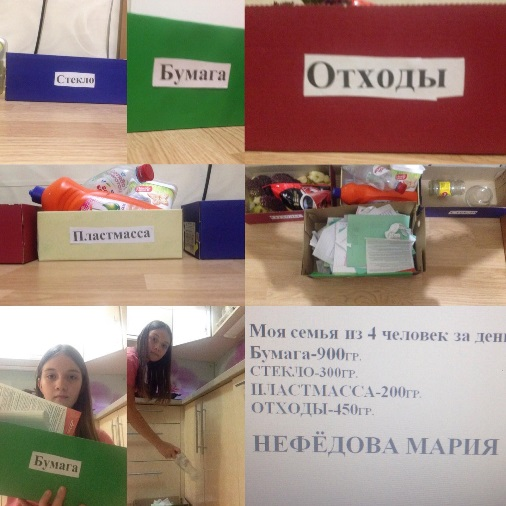 Стекло
Бумага
Отходы
Пластмасса
Бумага
Моя семья из 4 человек за день
Бумага-900гр.
СТЕКЛО-300гр.
ПЛАСТМАССА-200гр.
ОТХОДЫ-450гр.
НЕФЁДОВА МАРИЯ